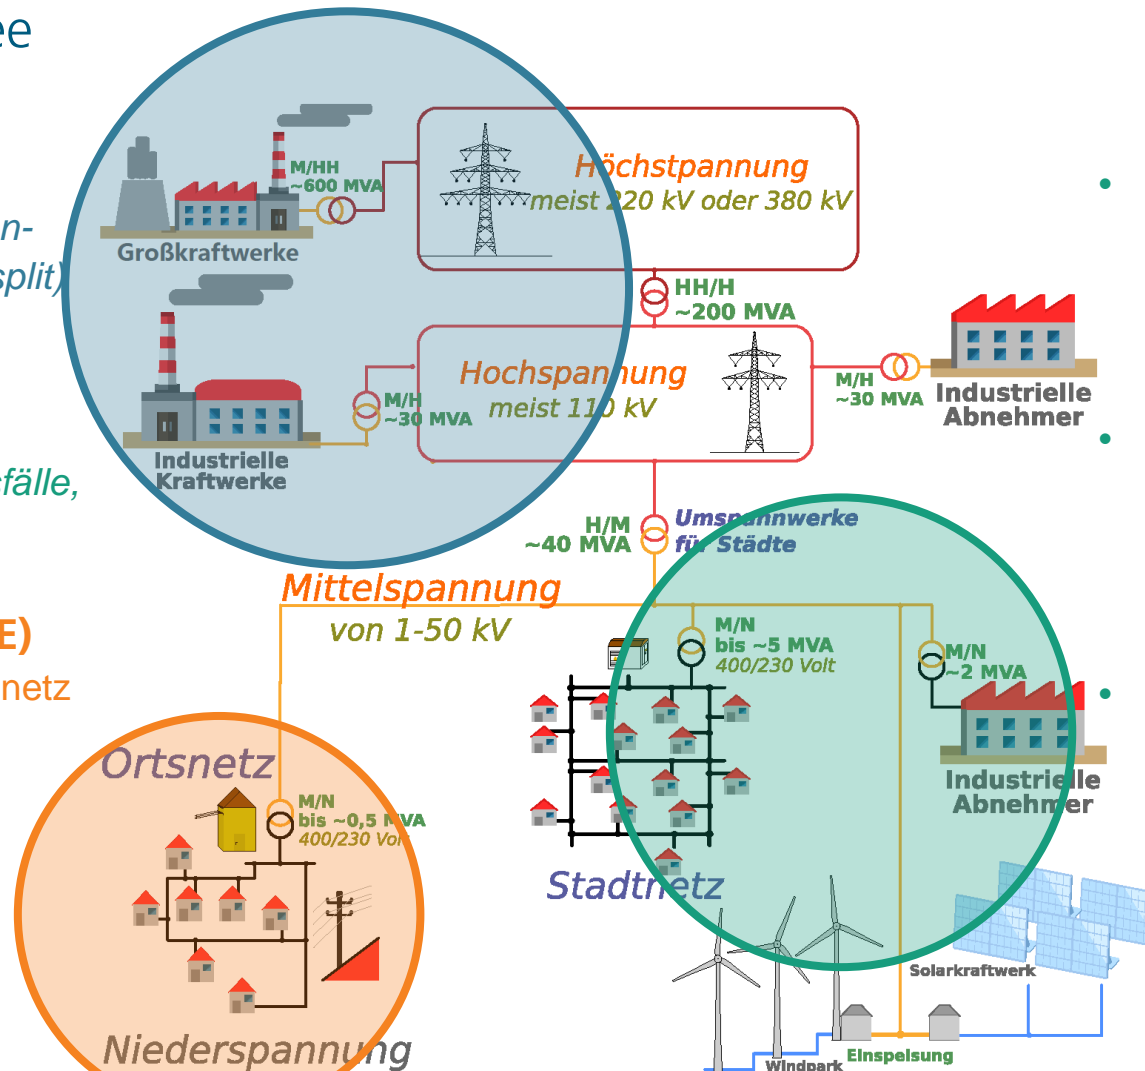 ee
n-
split)
sfälle,
E)
netz
M/HH
~600 MVA
Großkraftwerke
Höchstpannung
meist 220 kV oder 380 kV
HH/H
~200 MVA
Hochspannung
meist 110 kV
M/H
~30 MVA
Industrielle
Kraftwerke
M/H
~30 MVA
Industrielle
Abnehmer
H/M
~40 MVA
Umspannwerke
für Städte
Mittelspannung
von 1-50 kV
M/N
bis ~5 MVA
400/230 Volt
M/N
~2 MVA
Industrielle
Abnehmer
Ortsnetz
M/N
bis ~0,5 MVA
400/230 Volt
Stadtnetz
Solarkraftwerk
Niederspannung
Windpark
Einspeisung